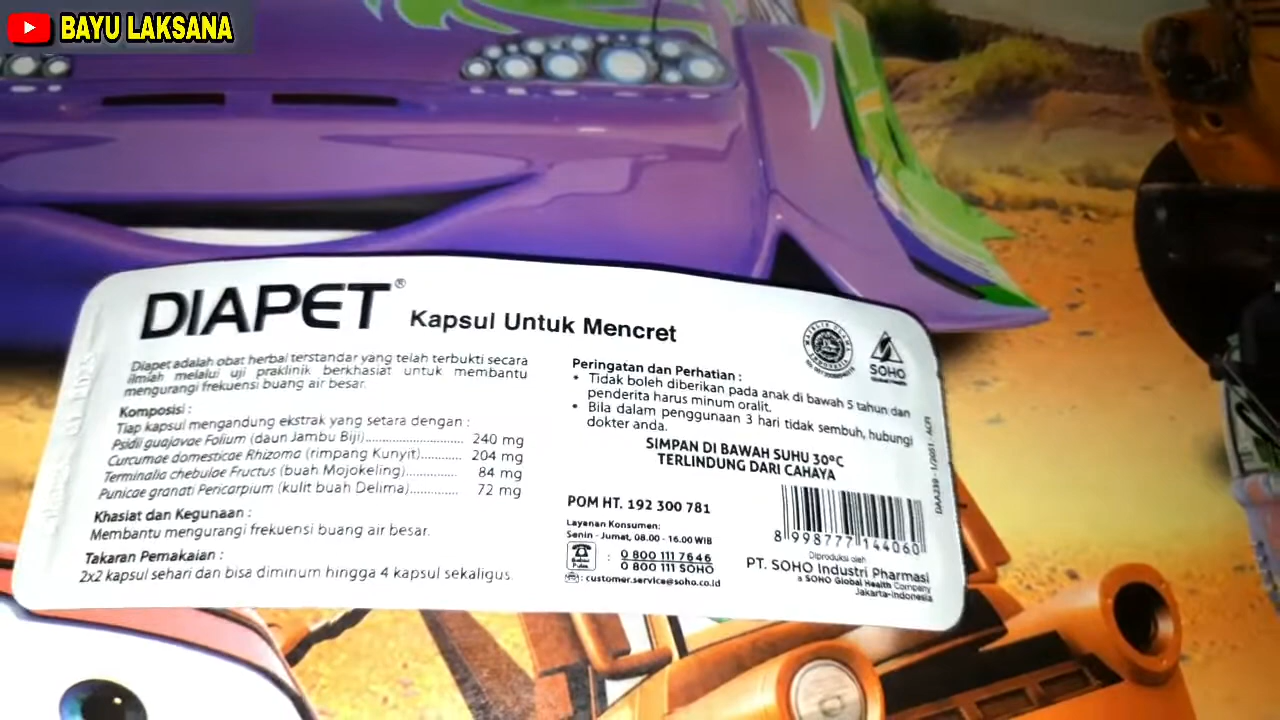 BAYU LAKSANA
DIAPET®
Kapsul Untuk Mencret
Diapet adalah obat herbal terstandar yang telah terbukti secara
ilmiah melalui uji praklinik berkhasiat untuk membantu
mengurangi frekuensi buang air besar.
Komposisi :
Tiap kapsul mengandung ekstrak yang setara dengan :
Psidii guajavae Folium (daun Jambu Biji)........................ 240 mg
Curcumae domesticae Rhizoma (rimpang Kunyit)........... 204 mg
Terminalia chebulae Fructus (buah Mojokeling)............... 84 mg
Punicae granati Pericarpium (kulit buah Delima)............. 72 mg
Khasiat dan Kegunaan :
Membantu mengurangi frekuensi buang air besar.
Takaran Pemakaian :
2x2 kapsul sehari dan bisa diminum hingga 4 kapsul sekaligus.
SOHO
Peringatan dan Perhatian :
• Tidak boleh diberikan pada anak di bawah 5 tahun dan
penderita harus minum oralit.
• Bila dalam penggunaan 3 hari tidak sembuh, hubungi
dokter anda.
SIMPAN DI BAWAH SUHU 30°C
TERLINDUNG DARI CAHAYA
POM HT. 192 300 781
Layanan Konsumen:
Senin - Jumat, 08.00 - 16.00 WIB
Bebas Pulsa : 0 800 111 7646
0 800 111 SOHO
: customer.service@soho.co.id
8 998777 144060
Diproduksi oleh
PT. SOHO Industri Pharmasi
a SOHO Global Health Company
Jakarta-Indonesia